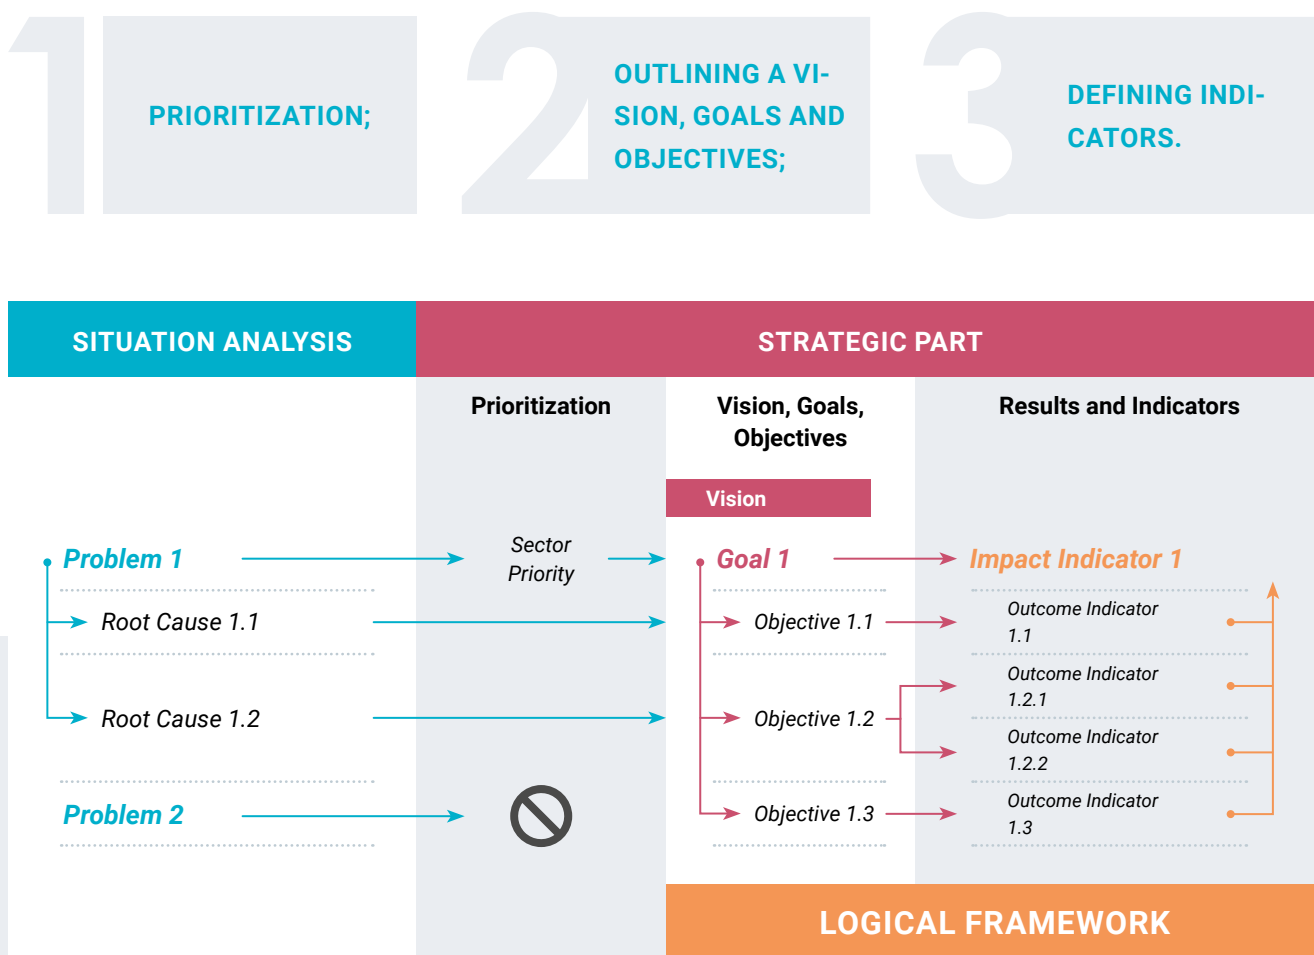 1
PRIORITIZATION;
2
OUTLINING A VI-
SION, GOALS AND
OBJECTIVES;
3
DEFINING INDI-
CATORS.
SITUATION ANALYSIS
STRATEGIC PART
Prioritization
Vision, Goals,
Objectives
Results and Indicators
Vision
Problem 1
Sector
Priority
Goal 1
Impact Indicator 1
Root Cause 1.1
Objective 1.1
Outcome Indicator
1.1
Root Cause 1.2
Objective 1.2
Outcome Indicator
1.2.1
Outcome Indicator
1.2.2
Problem 2
Objective 1.3
Outcome Indicator
1.3
LOGICAL FRAMEWORK